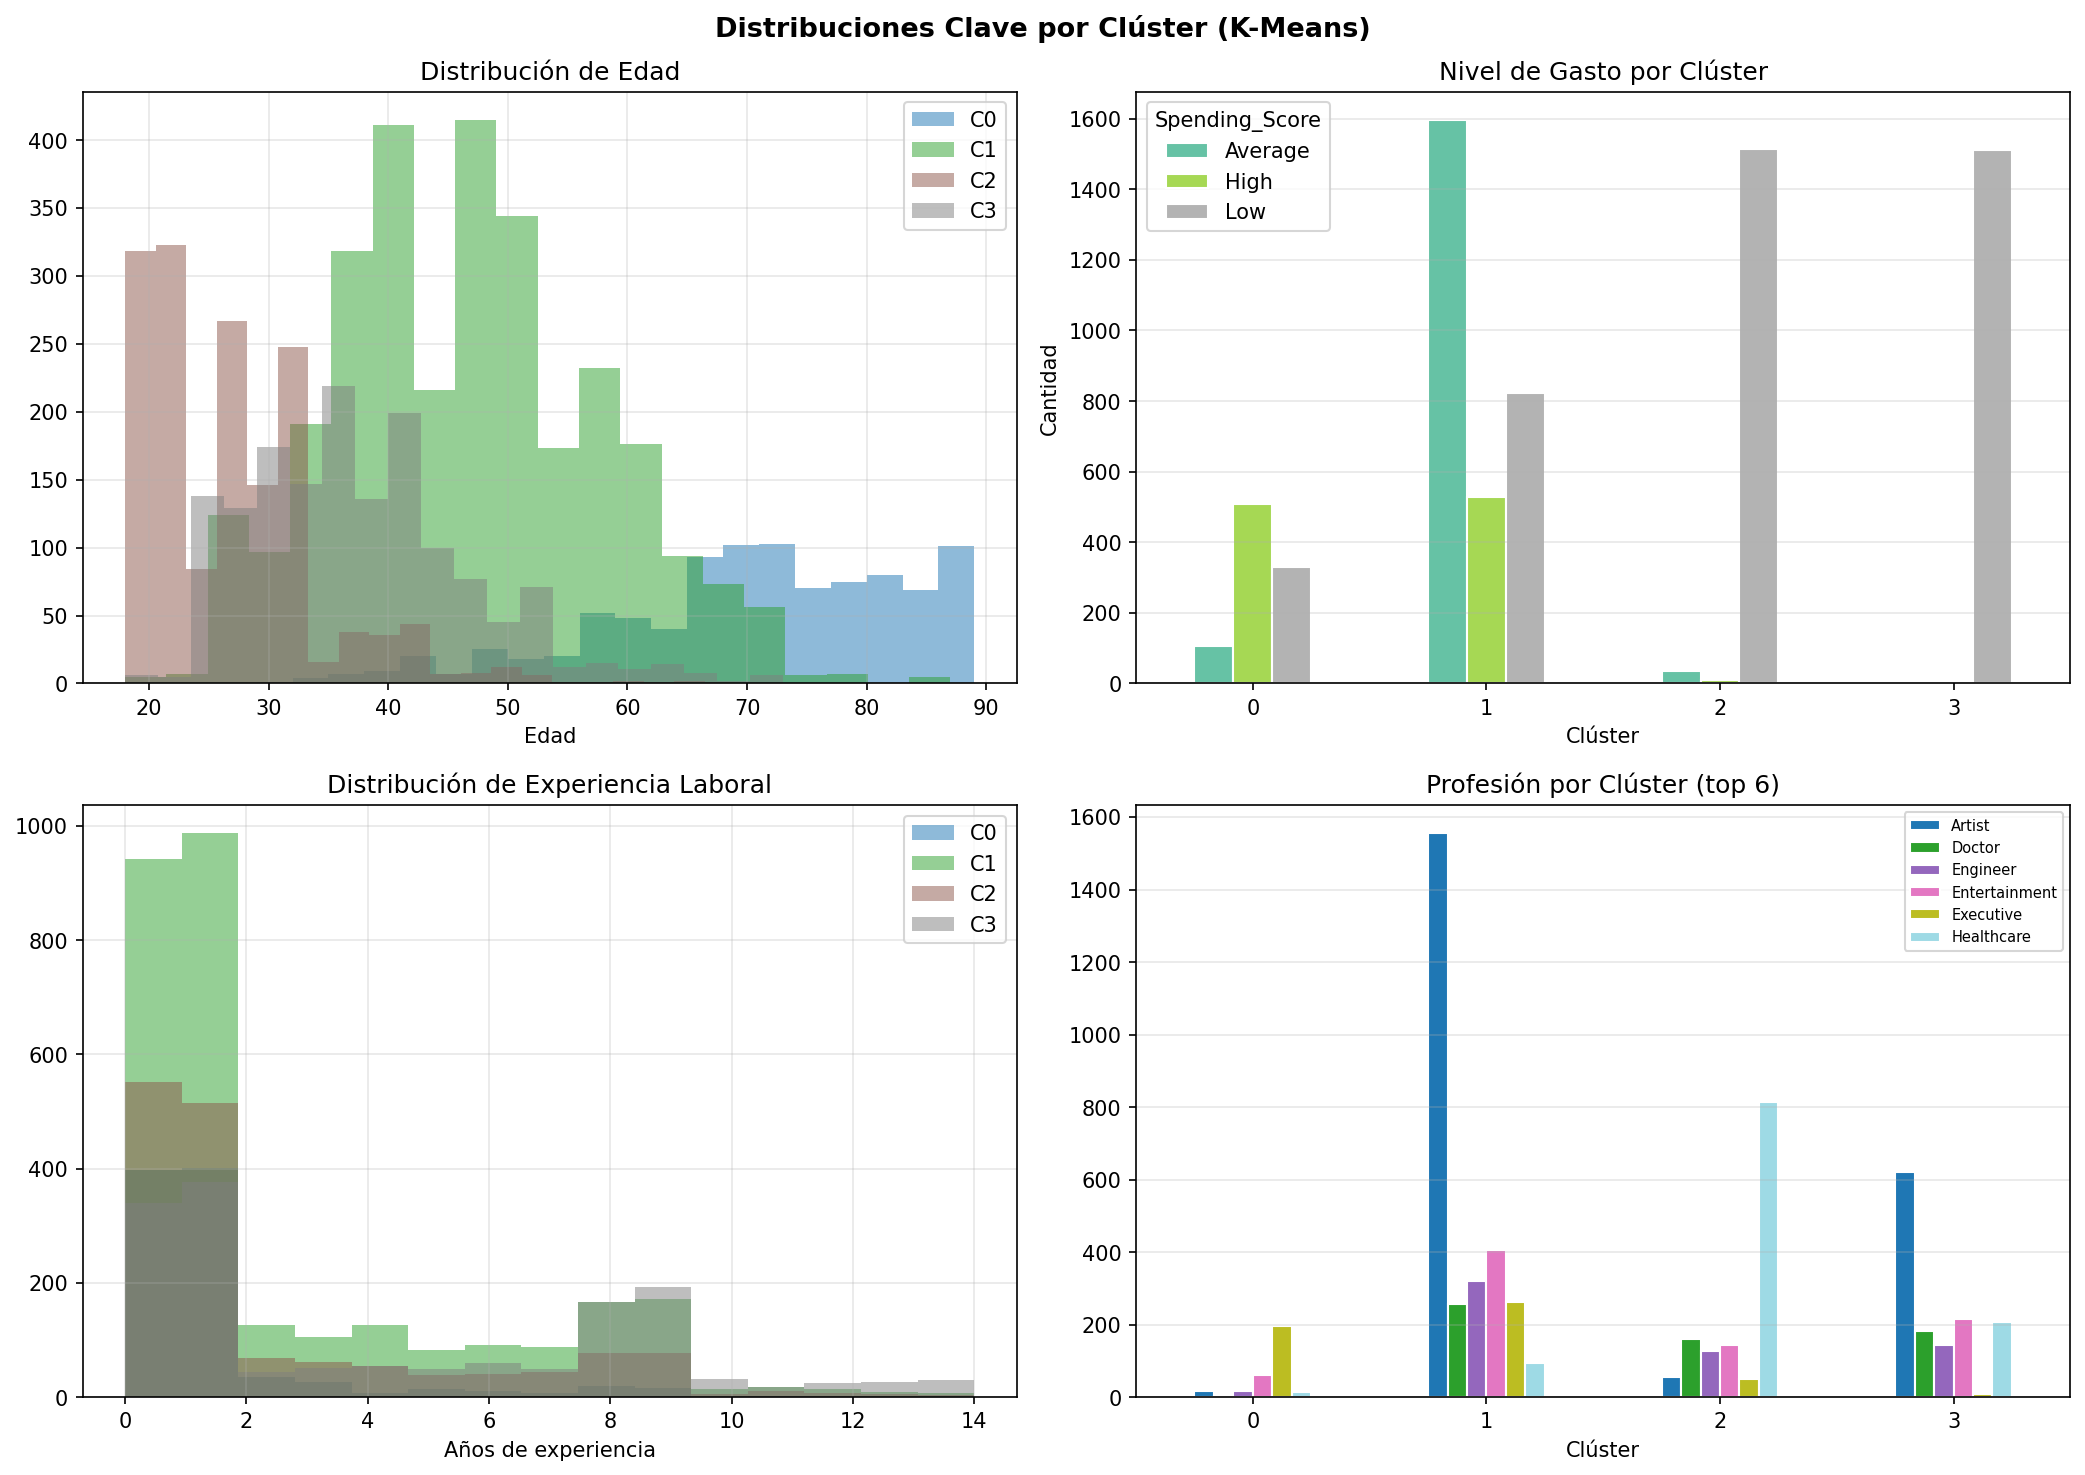 Distribuciones Clave por Clúster (K-Means)
Distribución de Edad
C0
C1
C2
C3
400
350
300
250
200
150
100
50
0
20 30 40 50 60 70 80 90
Edad
Nivel de Gasto por Clúster
Spending_Score
Average
High
Low
Cantidad
1600
1400
1200
1000
800
600
400
200
0
0 1 2 3
Clúster
Distribución de Experiencia Laboral
C0
C1
C2
C3
1000
800
600
400
200
0
0 2 4 6 8 10 12 14
Años de experiencia
Profesión por Clúster (top 6)
Artist
Doctor
Engineer
Entertainment
Executive
Healthcare
1600
1400
1200
1000
800
600
400
200
0
0 1 2 3
Clúster